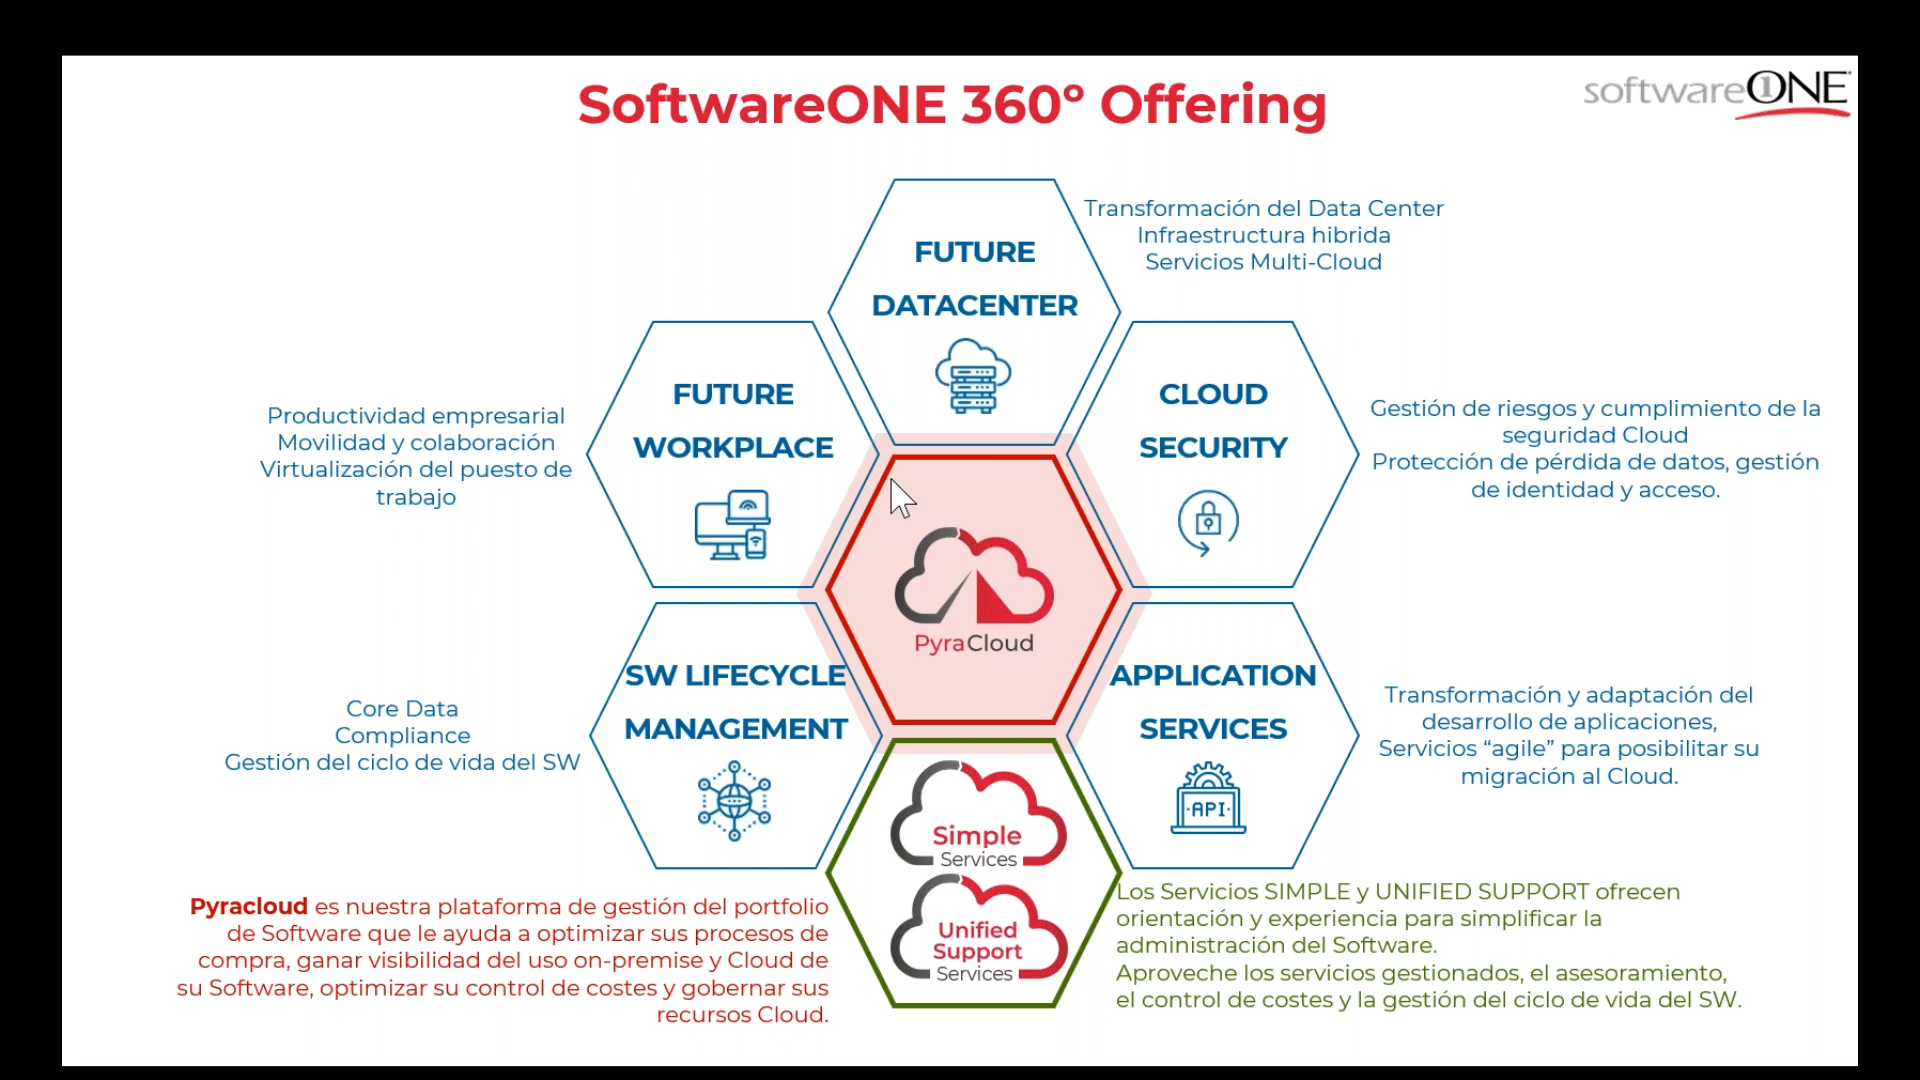 SoftwareONE 360º Offering
softwareONE
FUTURE
DATACENTER
Transformación del Data Center
Infraestructura hibrida
Servicios Multi-Cloud
FUTURE
WORKPLACE
Productividad empresarial
Movilidad y colaboración
Virtualización del puesto de
trabajo
CLOUD
SECURITY
Gestión de riesgos y cumplimiento de la
seguridad Cloud
Protección de pérdida de datos, gestión
de identidad y acceso.
PyraCloud
SW LIFECYCLE
MANAGEMENT
Core Data
Compliance
Gestión del ciclo de vida del SW
APPLICATION
SERVICES
API
Transformación y adaptación del
desarrollo de aplicaciones,
Servicios “agile” para posibilitar su
migración al Cloud.
Simple
Services
Unified
Support
Services
Pyracloud es nuestra plataforma de gestión del portfolio
de Software que le ayuda a optimizar sus procesos de
compra, ganar visibilidad del uso on-premise y Cloud de
su Software, optimizar su control de costes y gobernar sus
recursos Cloud.
Los Servicios SIMPLE y UNIFIED SUPPORT ofrecen
orientación y experiencia para simplificar la
administración del Software.
Aproveche los servicios gestionados, el asesoramiento,
el control de costes y la gestión del ciclo de vida del SW.